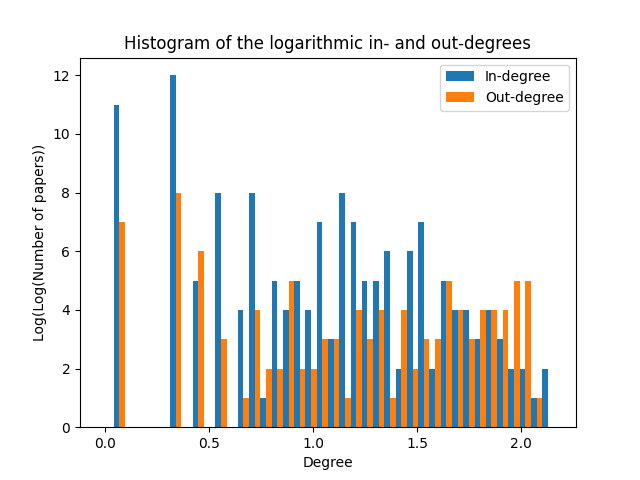 Histogram of the logarithmic in- and out-degrees
In-degree
Out-degree
Log(Log(Number of papers))
12
10
8
6
4
2
0
0.0 0.5 1.0 1.5 2.0
Degree